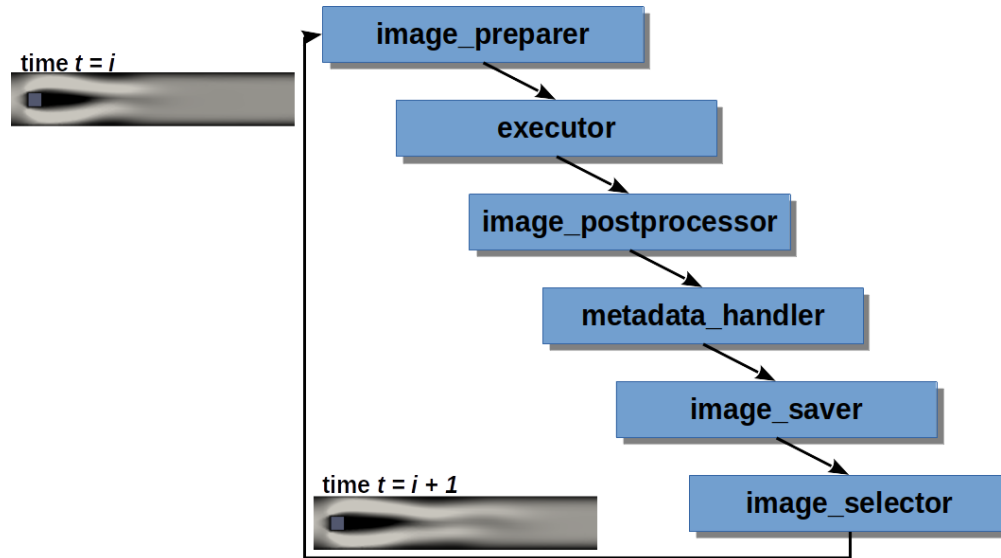 image_preparer
time t = i
executor
image_postprocessor
metadata_handler
image_saver
time t = i + 1
image_selector